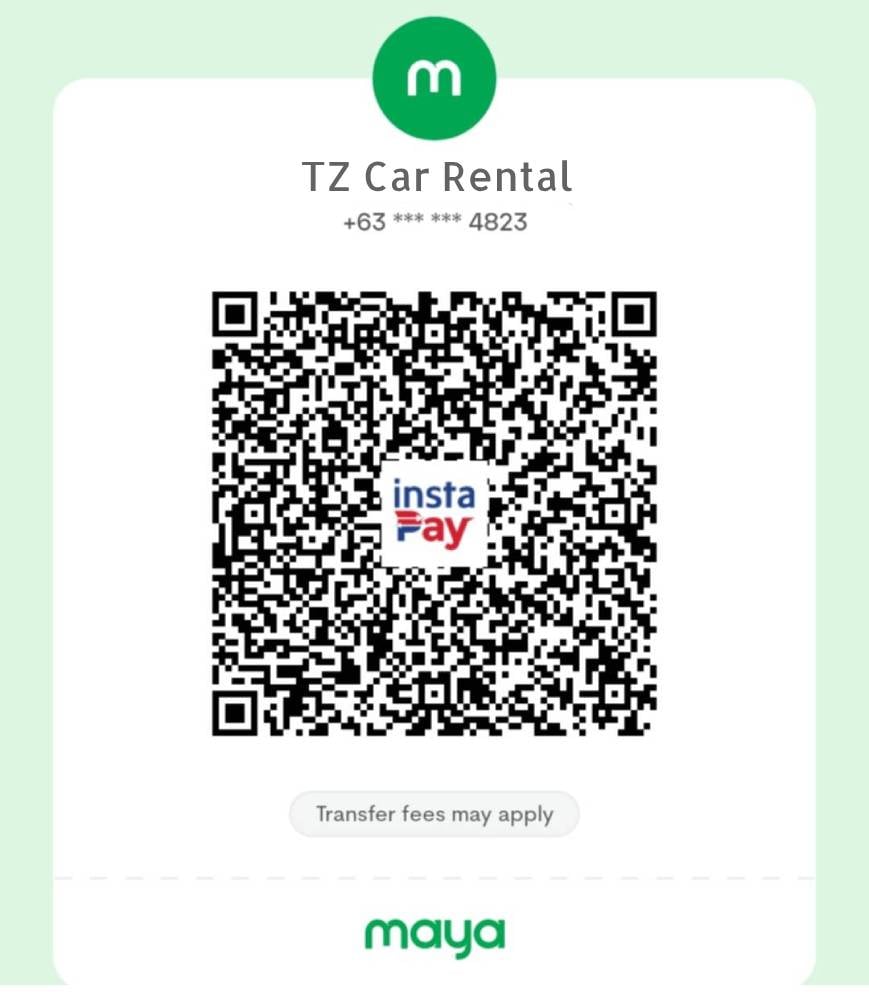 m
TZ Car Rental
+63 *** *** 4823
insta
Pay
Transfer fees may apply
maya